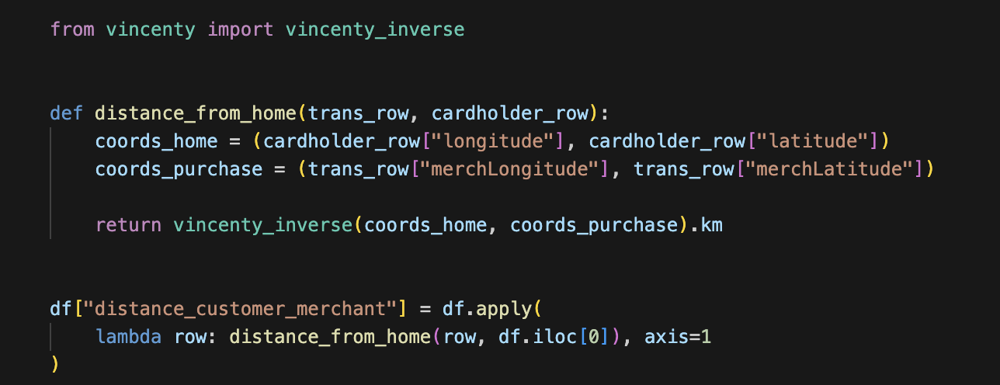 from vincenty import vincenty_inverse
def distance_from_home(trans_row, cardholder_row):
    coords_home = (cardholder_row["longitude"], cardholder_row["latitude"])
    coords_purchase = (trans_row["merchLongitude"], trans_row["merchLatitude"])
    return vincenty_inverse(coords_home, coords_purchase).km
df["distance_customer_merchant"] = df.apply(
    lambda row: distance_from_home(row, df.iloc[0]), axis=1
)